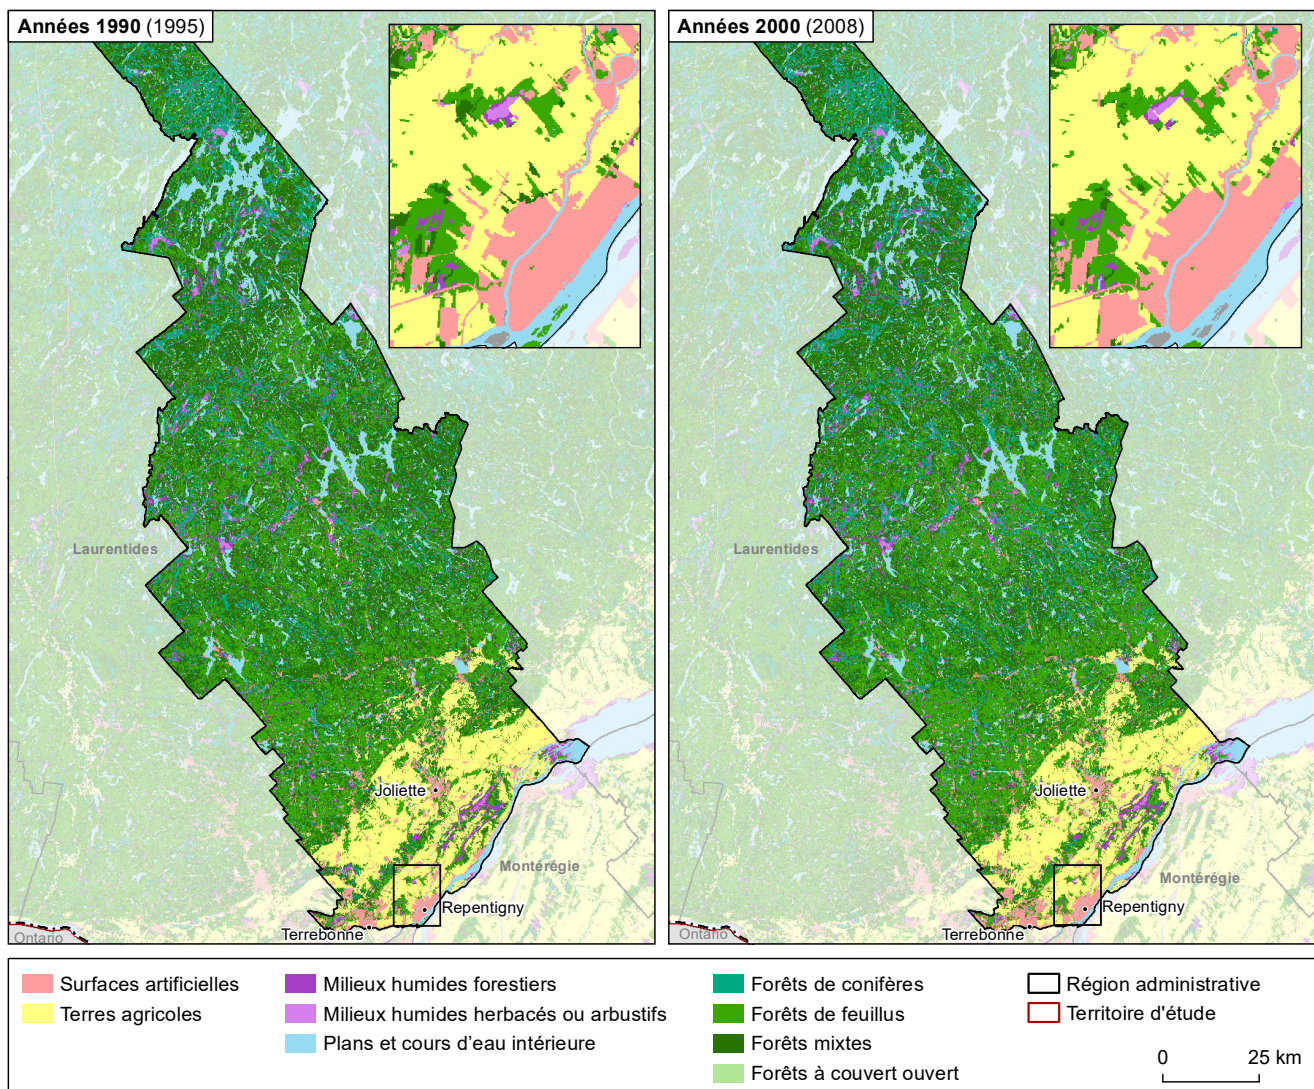 Années 1990 (1995)
Laurentides
Joliette
Montérégie
Repentigny
Terrebonne
Ontario
Années 2000 (2008)
Laurentides
Joliette
Montérégie
Repentigny
Terrebonne
Ontario
Surfaces artificielles
Terres agricoles
Milieux humides forestiers
Milieux humides herbacés ou arbustifs
Plans et cours d'eau intérieure
Forêts de conifères
Forêts de feuillus
Forêts mixtes
Forêts à couvert ouvert
Région administrative
Territoire d'étude
0 25 km